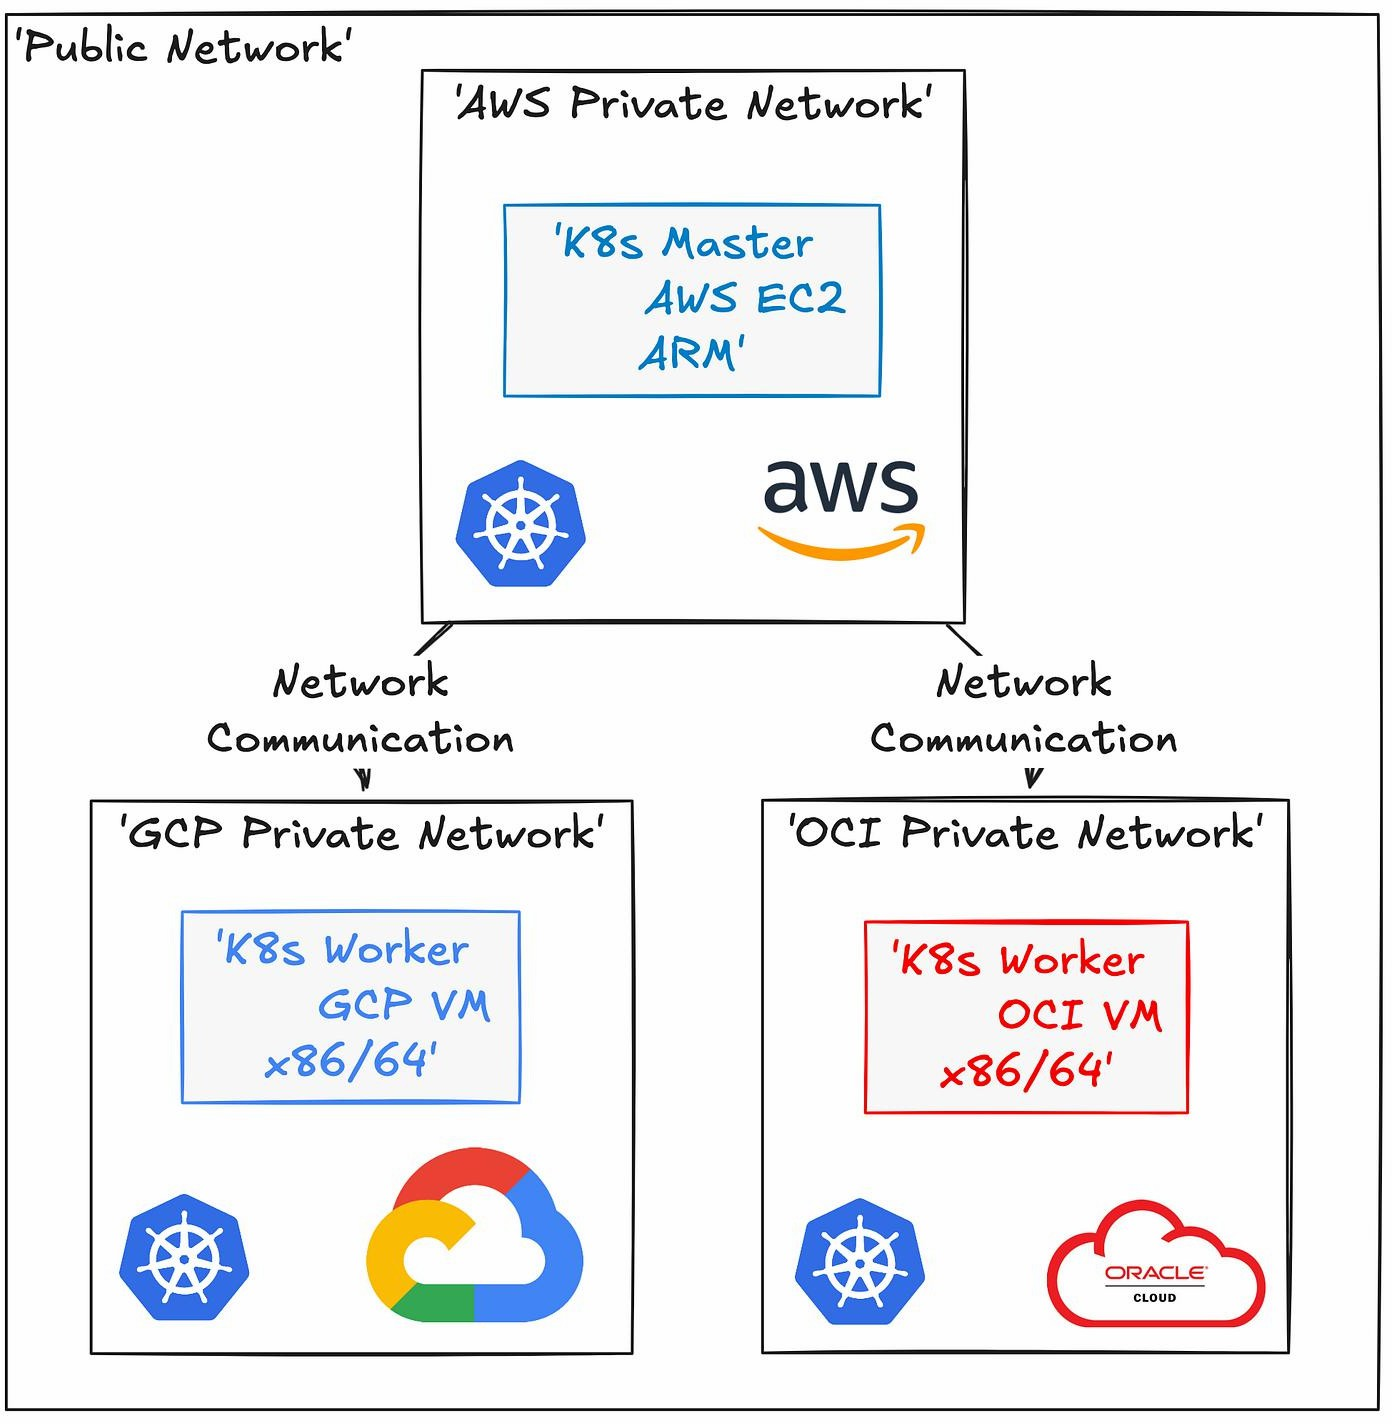 'Public Network'
'AWS Private Network'
'K8s Master
AWS EC2
ARM'
aws
Network
Communication
Network
Communication
'GCP Private Network'
'K8s Worker
GCP VM
x86/64'
'OCI Private Network'
'K8s Worker
OCI VM
x86/64'
ORACLE
CLOUD